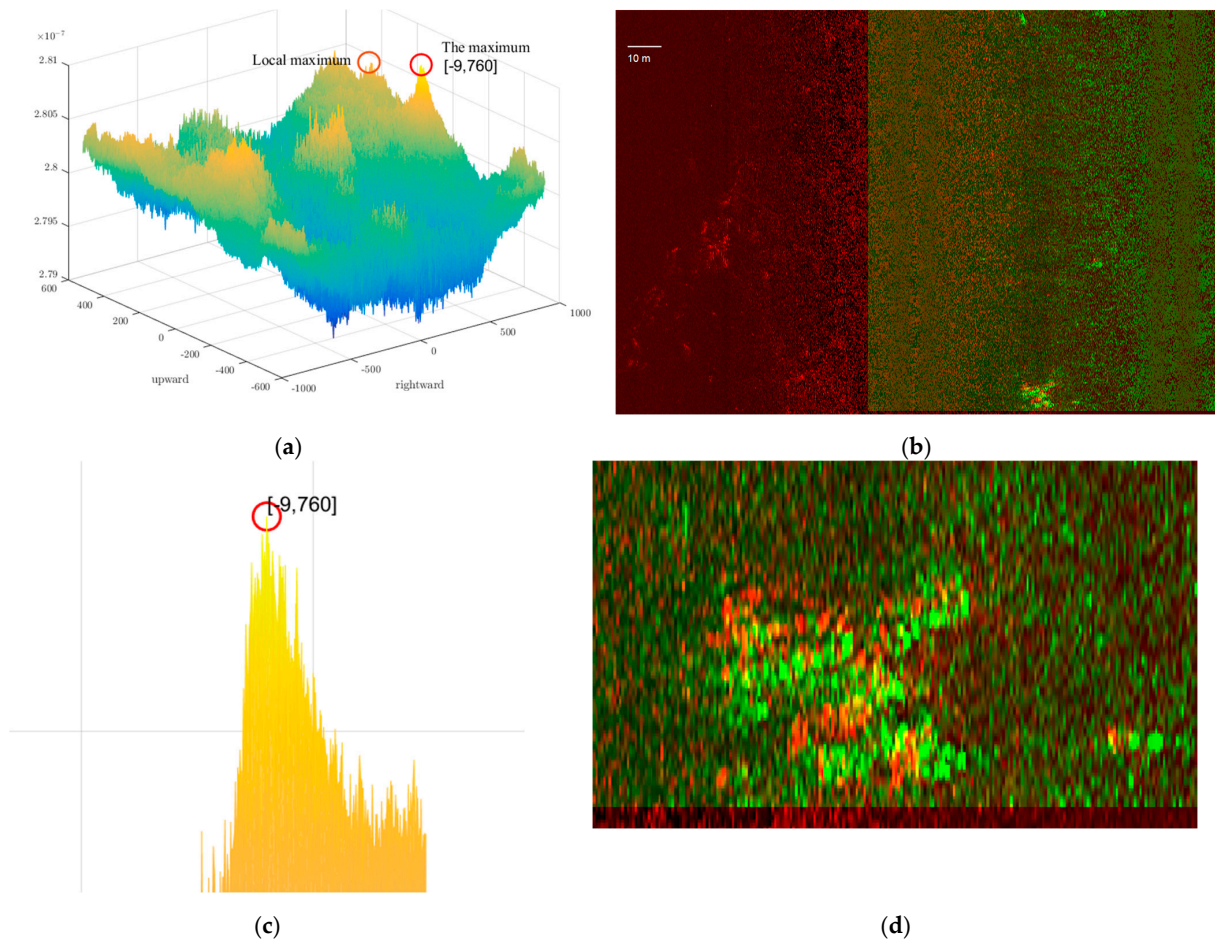 ×10⁻⁷
2.81
2.805
2.8
2.795
2.79
Local maximum
The maximum
[-9,760]
600
400
200
0
-200
-400
-600
upward
-1000
-500
0
500
1000
rightward
10 m
(a)
(b)
[-9,760]
(c)
(d)